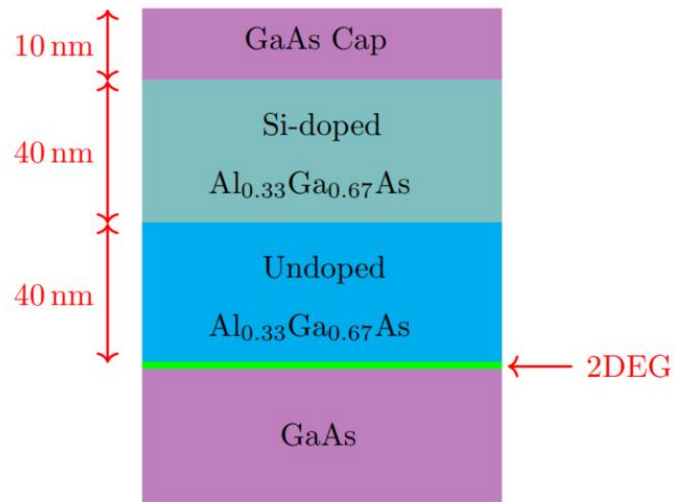 10 nm
GaAs Cap
40 nm
Si-doped
Al₀.₃₃Ga₀.₆₇As
40 nm
Undoped
Al₀.₃₃Ga₀.₆₇As
2DEG
GaAs